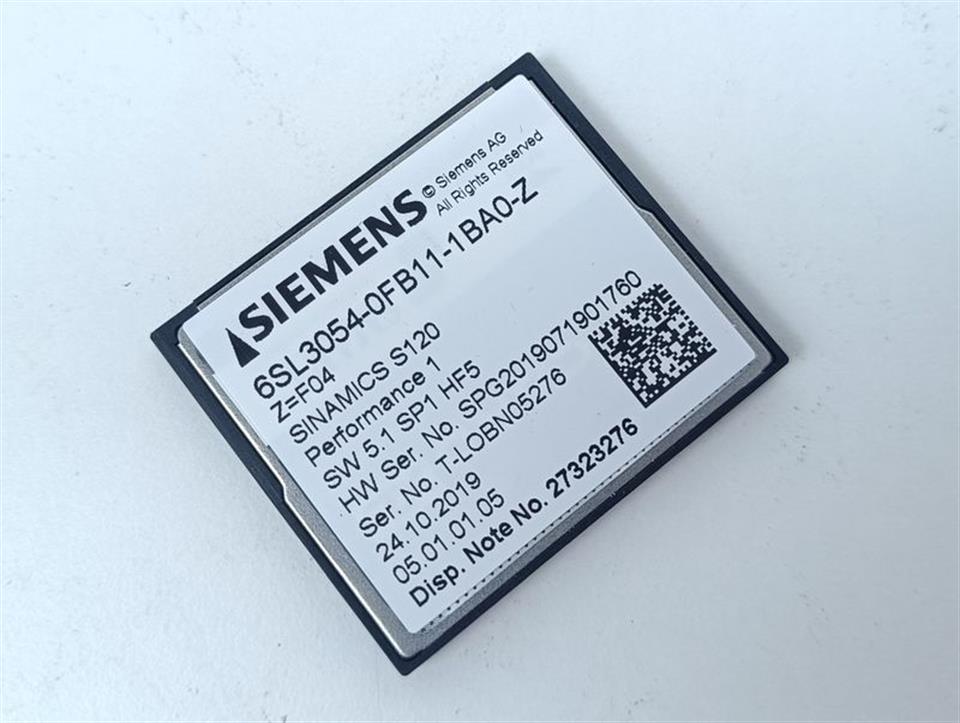 SIEMENS
© Siemens AG
All Rights Reserved
6SL3054-0FB11-1BA0-Z
Z=F04
SINAMICS S120
Performance 1
SW 5.1 SP1 HF5
HW Ser. No. SPG2019071901760
Ser. No. T-LOBN05276
24.10.2019
05.01.01.05
Disp. Note No. 27323276